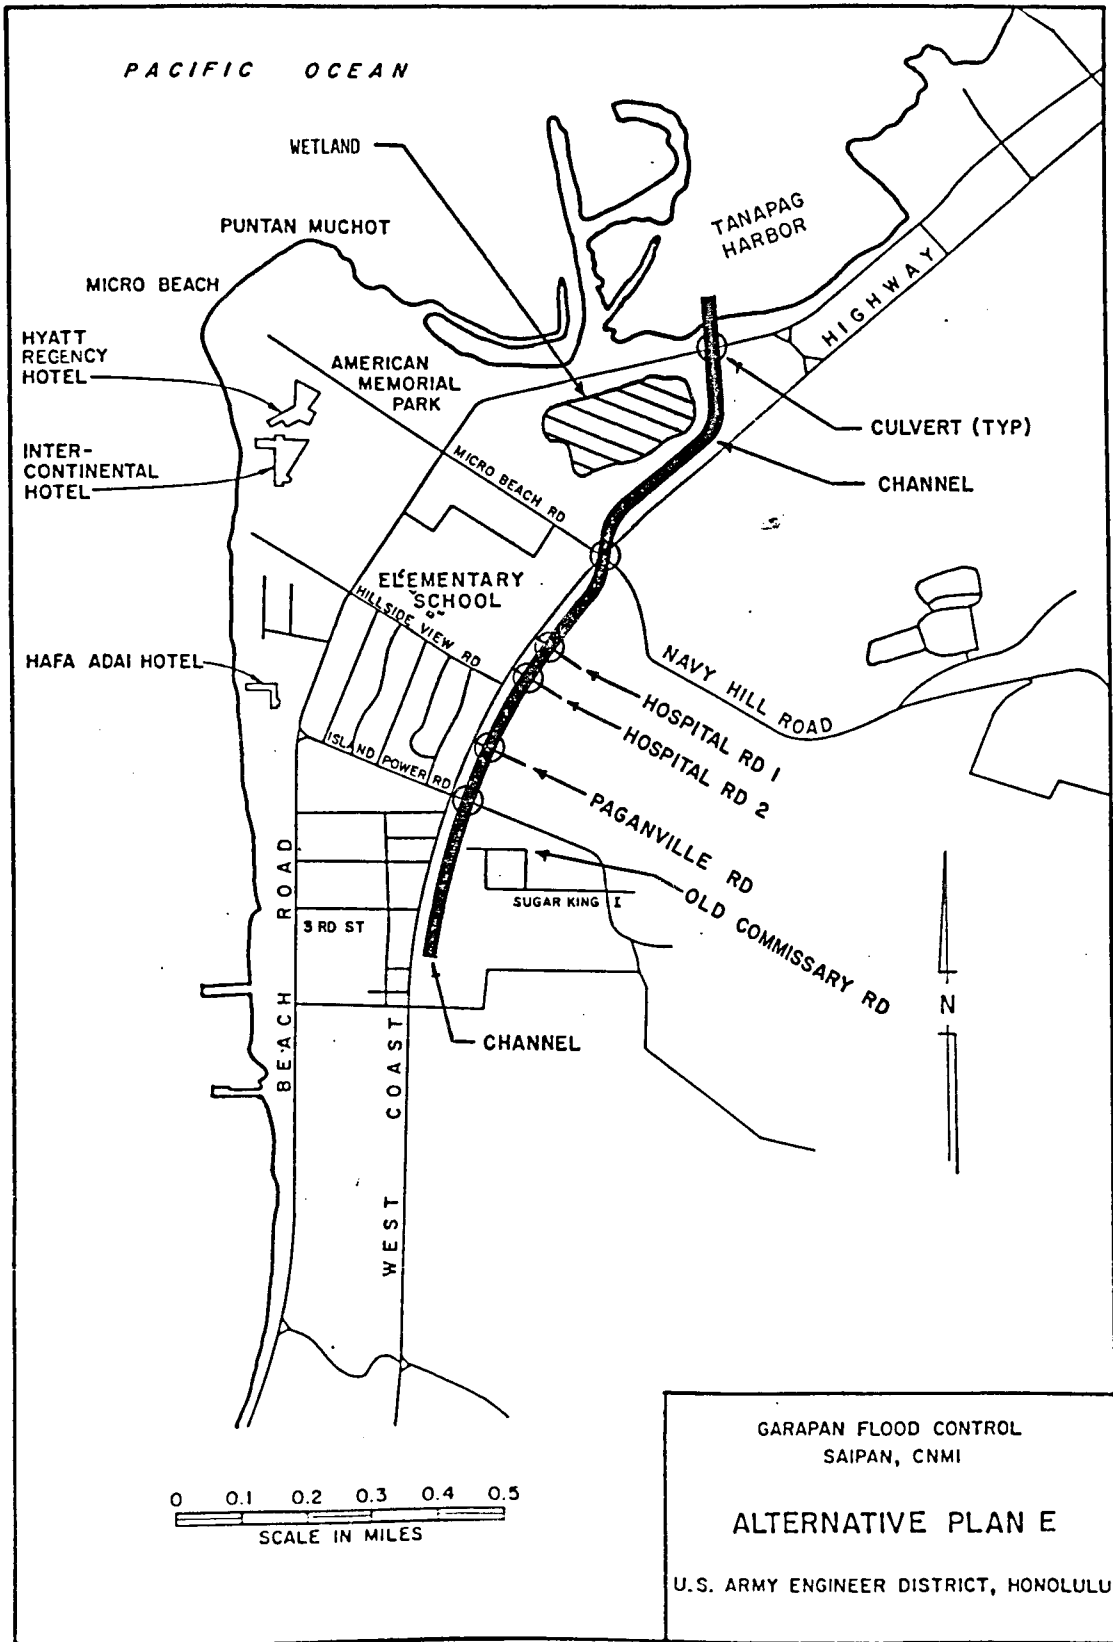 PACIFIC OCEAN
WETLAND
PUNTAN MUCHOT
TANAPAG
HARBOR
MICRO BEACH
HIGHWAY
HYATT
REGENCY
HOTEL
AMERICAN
MEMORIAL
PARK
CULVERT (TYP)
INTER-
CONTINENTAL
HOTEL
MICRO BEACH RD
CHANNEL
ELEMENTARY
SCHOOL
HILLSIDE VIEW RD
HAFA ADAI HOTEL
NAVY HILL ROAD
HOSPITAL RD 1
HOSPITAL RD 2
ISLAND POWER RD
PAGANVILLE RD
OLD COMMISSARY RD
SUGAR KING I
3 RD ST
BEACH ROAD
N
CHANNEL
WEST COAST
0 0.1 0.2 0.3 0.4 0.5
SCALE IN MILES
GARAPAN FLOOD CONTROL
SAIPAN, CNMI
ALTERNATIVE PLAN E
U.S. ARMY ENGINEER DISTRICT, HONOLULU